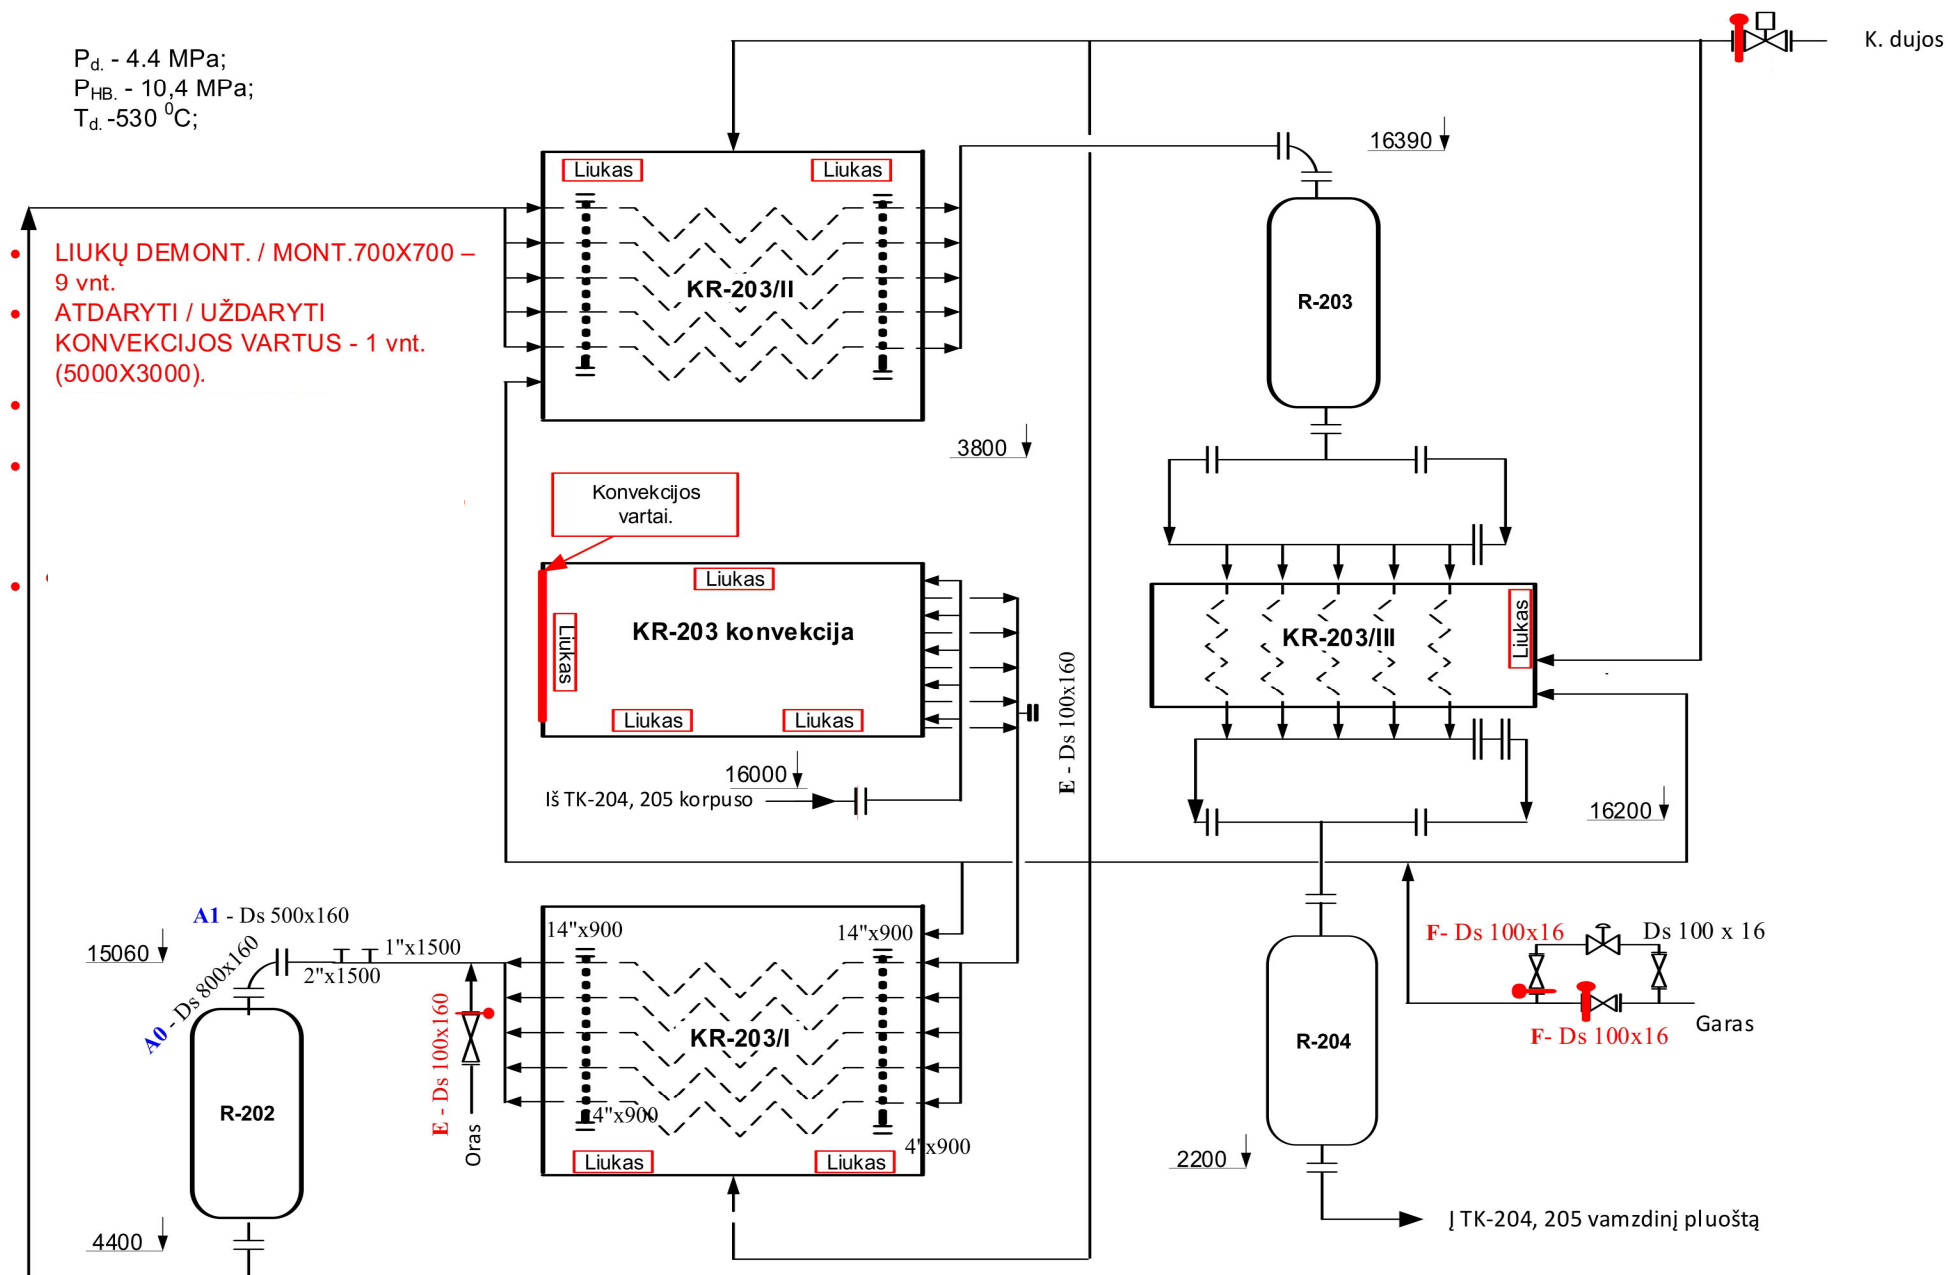 P_d. - 4.4 MPa;
P_HB. - 10,4 MPa;
T_d. -530 ⁰C;
K. dujos
16390
Liukas
Liukas
KR-203/II
R-203
LIUKŲ DEMONT. / MONT.700X700 –
9 vnt.
ATDARYTI / UŽDARYTI
KONVEKCIJOS VARTUS - 1 vnt.
(5000X3000).
3800
Konvekcijos
vartai.
Liukas
Liukas
KR-203 konvekcija
Liukas
Liukas
E - Ds 100x160
KR-203/III
Liukas
16000
Iš TK-204, 205 korpuso
16200
A1 - Ds 500x160
15060
A0 - Ds 800x160
1"x1500
2"x1500
14"x900
14"x900
KR-203/I
4"x900
4"x900
Liukas
Liukas
E - Ds 100x160
Oras
R-202
4400
F- Ds 100x16
Ds 100 x 16
F- Ds 100x16
Garas
R-204
2200
Į TK-204, 205 vamzdinį pluoštą